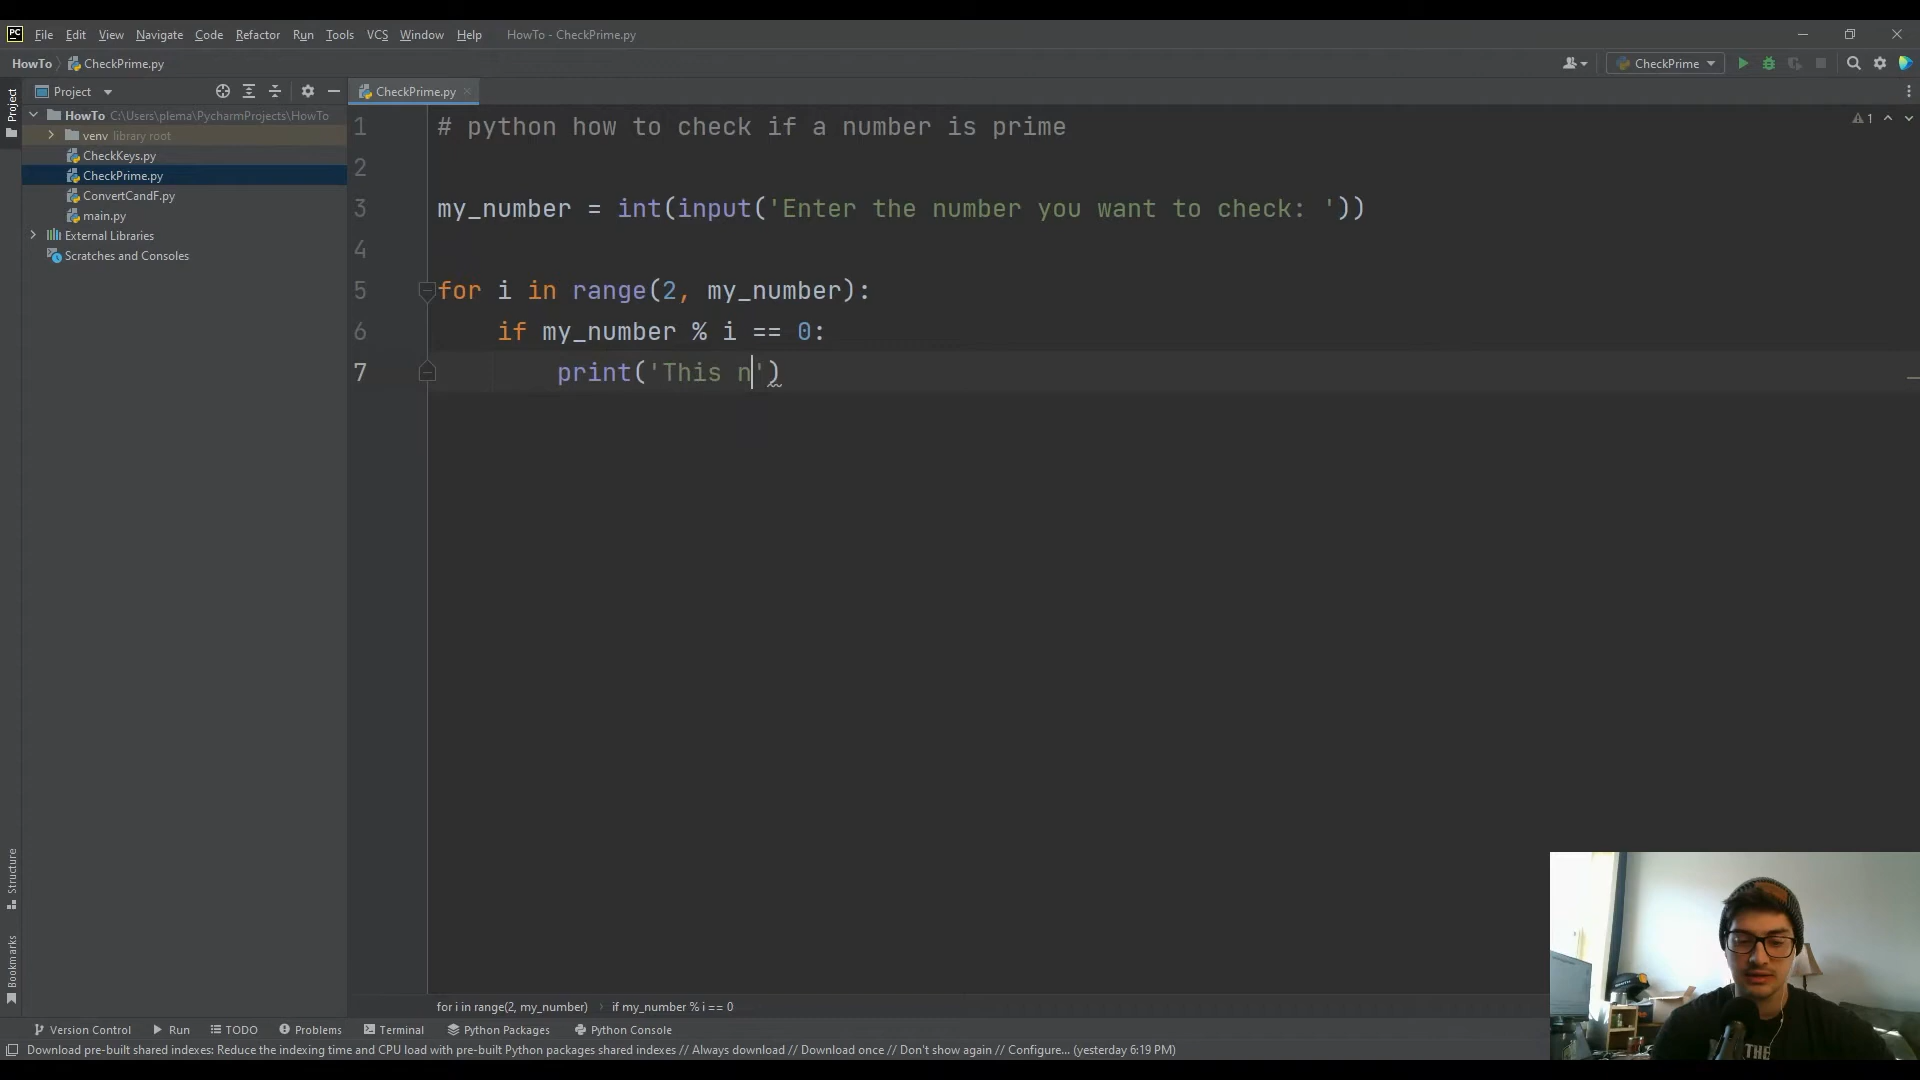 PC File Edit View Navigate Code Refactor Run Tools VCS Window Help HowTo - CheckPrime.py
HowTo CheckPrime.py CheckPrime
Project CheckPrime.py
Project
HowTo C:\Users\plema\PycharmProjects\HowTo
venv library root
CheckKeys.py
CheckPrime.py
ConvertCandF.py
main.py
External Libraries
Scratches and Consoles
1 # python how to check if a number is prime
1
2
3 my_number = int(input('Enter the number you want to check: '))
4
5 for i in range(2, my_number):
6 if my_number % i == 0:
7 print('This n')
Structure
Bookmarks
for i in range(2, my_number) if my_number % i == 0
Version Control Run TODO Problems Terminal Python Packages Python Console
Download pre-built shared indexes: Reduce the indexing time and CPU load with pre-built Python packages shared indexes // Always download // Download once // Don't show again // Configure... (yesterday 6:19 PM)
THE